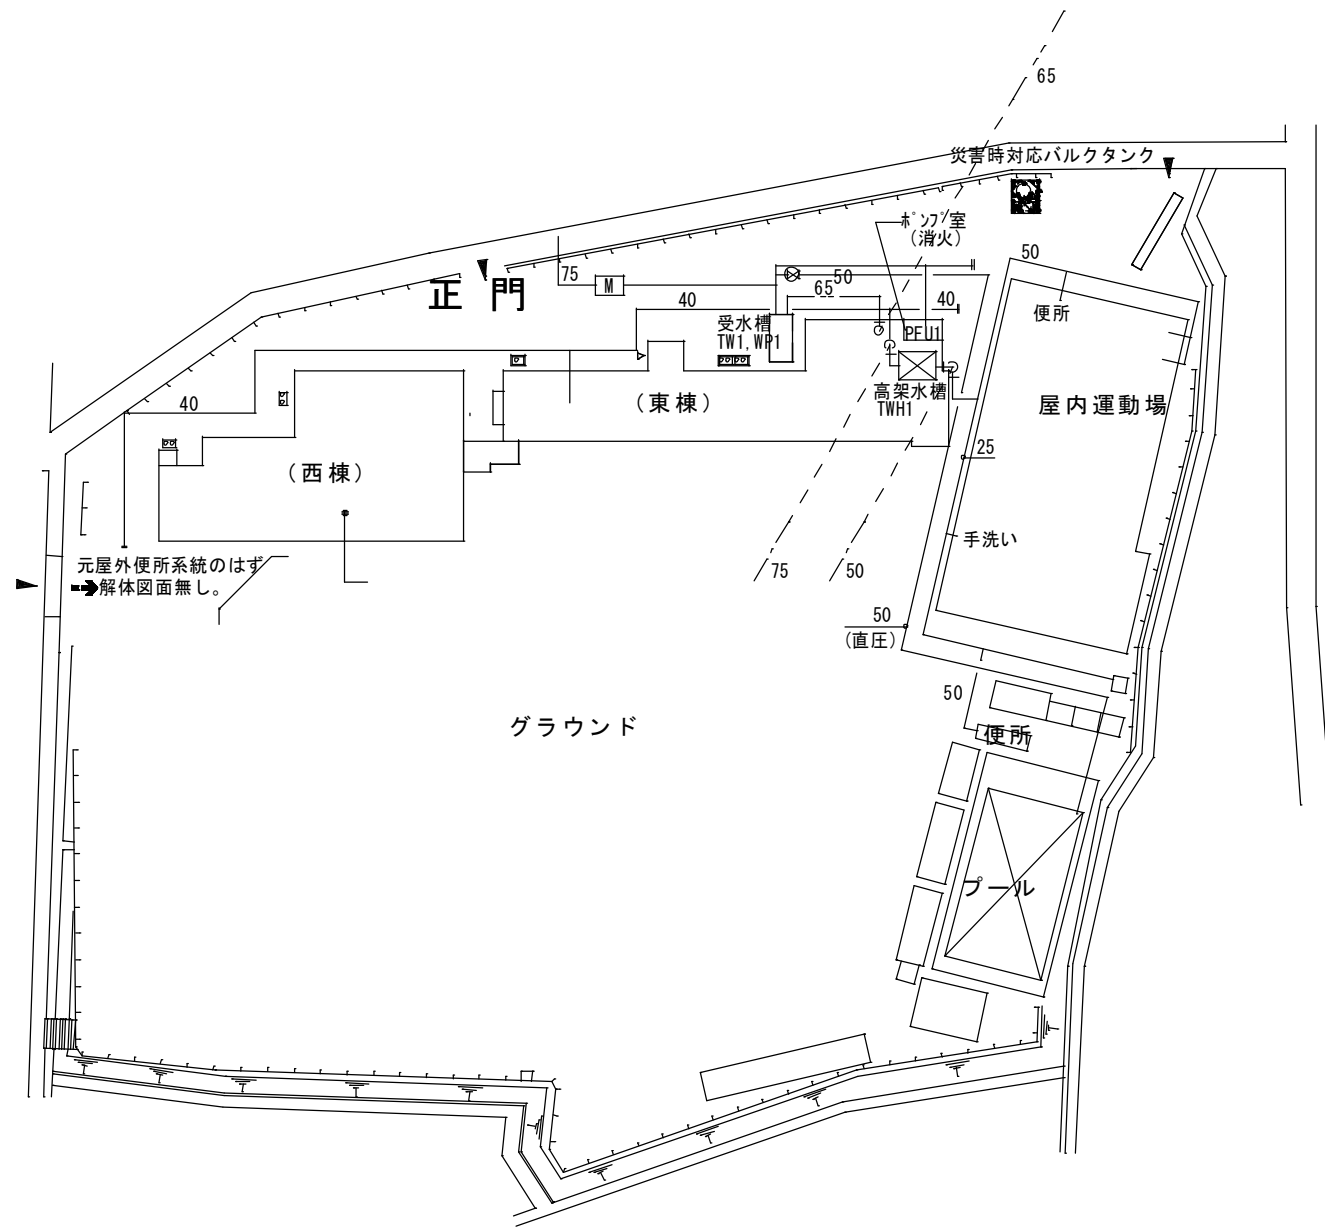 65
災害時対応バルクタンク
ポンプ室
(消火)
50
75
M
50
65
正 門
40
40
便所
受水槽
TW1,WP1
PFU1
高架水槽
TWH1
40
(東棟)
屋内運動場
25
(西棟)
手洗い
元屋外便所系統のはず
解体図面無し。
75
50
50
(直圧)
50
グラウンド
便所
プール